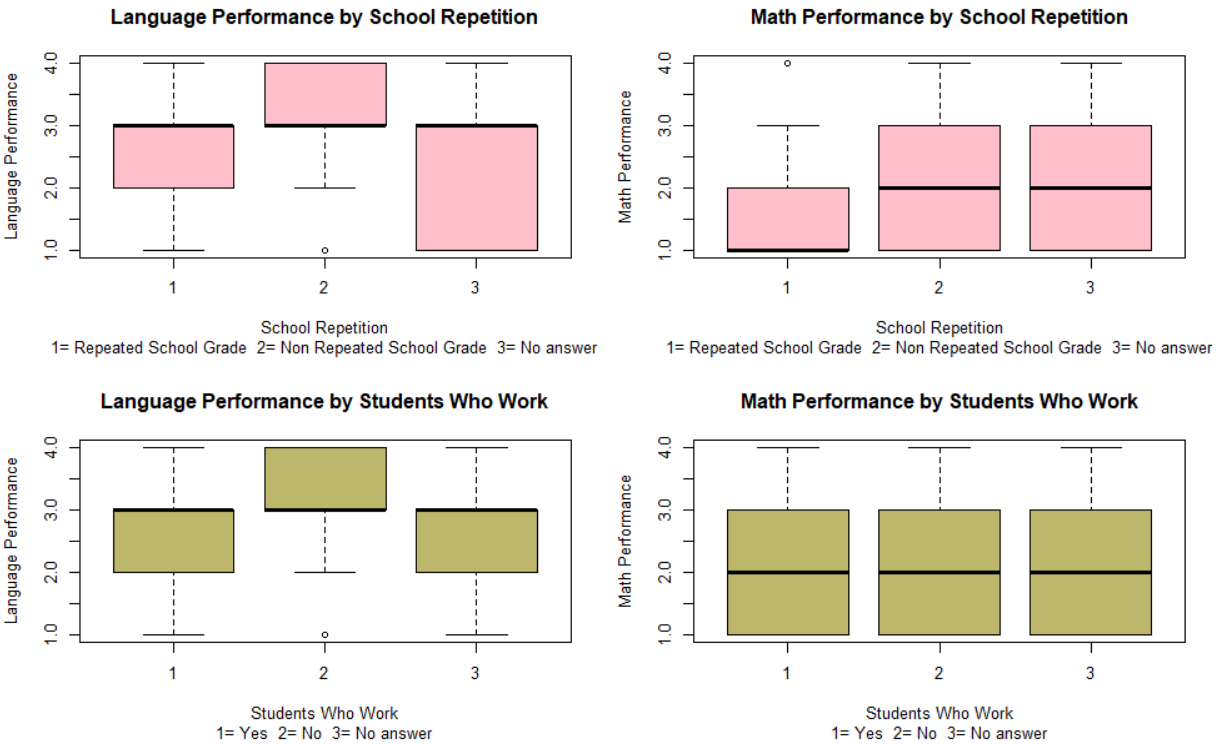 Language Performance by School Repetition
Language Performance
4.0
3.0
2.0
1.0
1 2 3
School Repetition
1= Repeated School Grade 2= Non Repeated School Grade 3= No answer
Math Performance by School Repetition
Math Performance
4.0
3.0
2.0
1.0
1 2 3
School Repetition
1= Repeated School Grade 2= Non Repeated School Grade 3= No answer
Language Performance by Students Who Work
Language Performance
4.0
3.0
2.0
1.0
1 2 3
Students Who Work
1= Yes 2= No 3= No answer
Math Performance by Students Who Work
Math Performance
4.0
3.0
2.0
1.0
1 2 3
Students Who Work
1= Yes 2= No 3= No answer